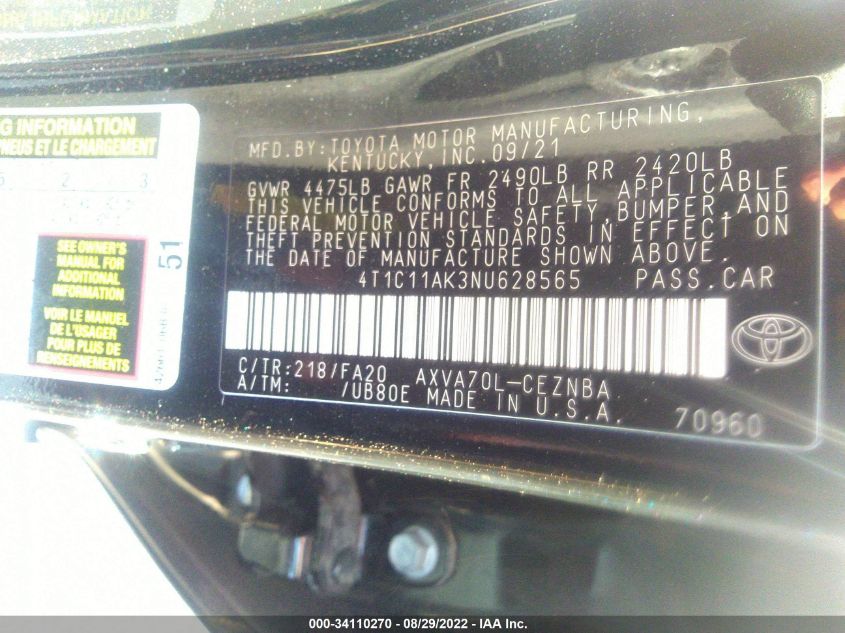 G INFORMATION
PNEUS ET LE CHARGEMENT
2 3
SEE OWNER'S
MANUAL FOR
ADDITIONAL
INFORMATION
VOIR LE MANUEL
DE L'USAGER
POUR PLUS DE
RENSEIGNEMENTS
51
MFD.BY:TOYOTA MOTOR MANUFACTURING,
KENTUCKY,INC.09/21
GVWR 4475LB GAWR FR 2490LB RR 2420LB
THIS VEHICLE CONFORMS TO ALL APPLICABLE
FEDERAL MOTOR VEHICLE SAFETY,BUMPER,AND
THEFT PREVENTION STANDARDS IN EFFECT ON
THE DATE OF MANUFACTURE SHOWN ABOVE.
4T1C11AK3NU628565 PASS.CAR
C/TR:218/FA20 AXVA70L-CEZNBA
A/TM: /UB80E MADE IN U.S.A. 70960
000-34110270 - 08/29/2022 - IAA Inc.